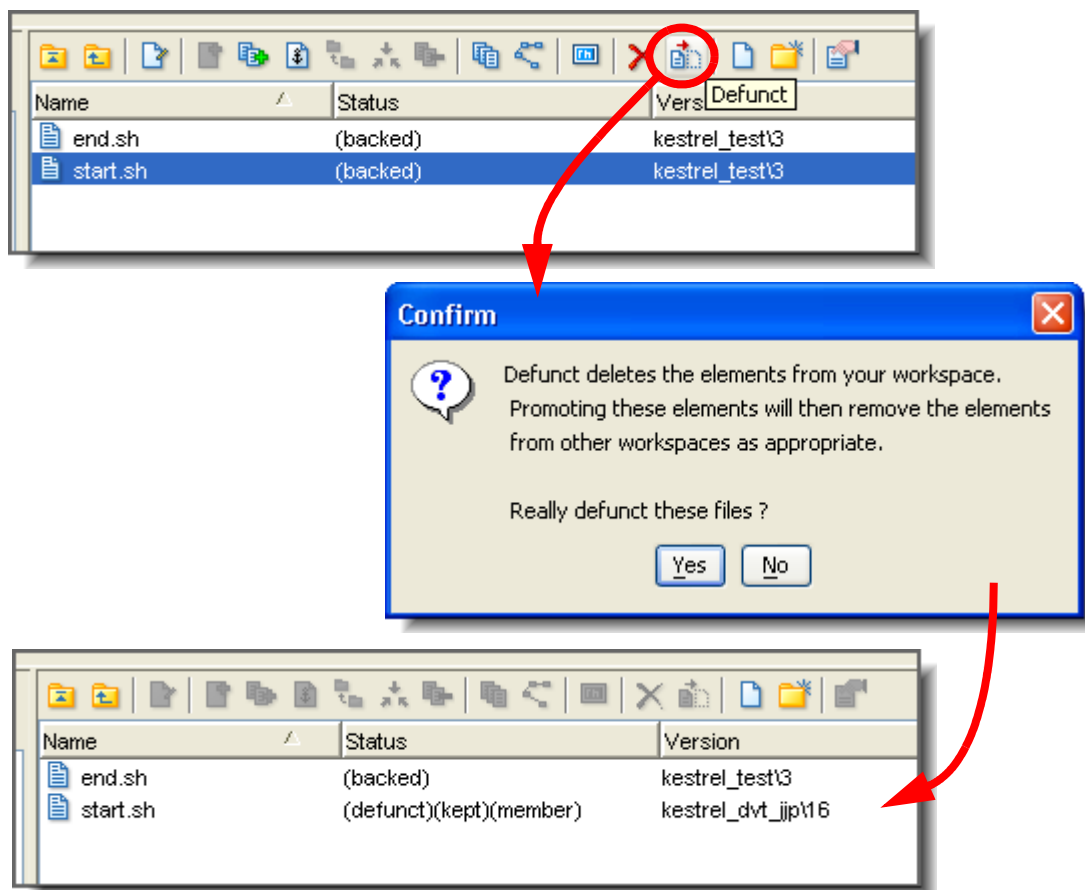 Name Status Vers Defunct
end.sh (backed) kestrel_test\3
start.sh (backed) kestrel_test\3
Confirm
Defunct deletes the elements from your workspace.
Promoting these elements will then remove the elements
from other workspaces as appropriate.
Really defunct these files ?
Yes No
Name Status Version
end.sh (backed) kestrel_test\3
start.sh (defunct)(kept)(member) kestrel_dvt_jjp\16